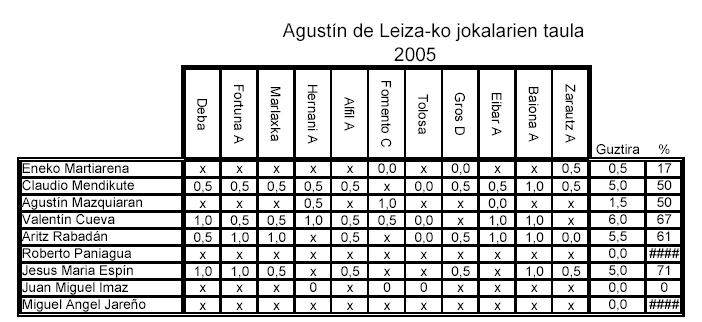 Agustín de Leiza-ko jokalarien taula
2005
Deba Fortuna A Marlaxka Hernani A Alfil A Fomento C Tolosa Gros D Eibar A Baiona A Zarautz A Guztira %
Eneko Martiarena x x x x x 0,0 x 0,0 x x 0,5 0,5 17
Claudio Mendikute 0,5 0,5 0,5 0,5 0,5 x 0,0 0,5 0,5 1,0 0,5 5,0 50
Agustín Mazquiaran x x x 0,5 x 1,0 x x 0,0 x x 1,5 50
Valentín Cueva 1,0 0,5 0,5 1,0 0,5 0,5 0,0 x 1,0 1,0 x 6,0 67
Aritz Rabadán 0,5 1,0 1,0 x 0,5 x 0,0 0,5 1,0 1,0 0,0 5,5 61
Roberto Paniagua x x x x x x x x x x x 0,0 ####
Jesus Maria Espín 1,0 1,0 0,5 x 0,5 x x 0,5 x 1,0 0,5 5,0 71
Juan Miguel Imaz x x x 0 x 0 0 x x x x 0,0 0
Miguel Angel Jareño x x x x x x x x x x x 0,0 ####